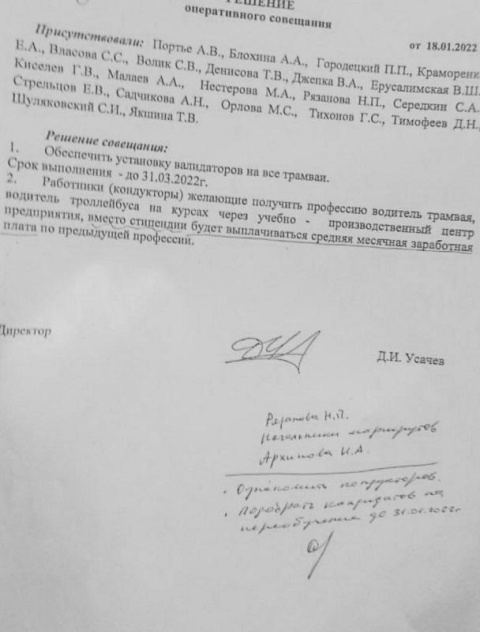 РЕШЕНИЕ
оперативного совещания
от 18.01.2022
Присутствовали: Портье А.В., Блохина А.А., Городецкий П.П., Краморенк
Е.А., Власова С.С., Волик С.В., Денисова Т.В., Джепка В.А., Ерусалимская В.Ш.
Киселев Г.В., Малаев А.А., Нестерова М.А., Рязанова Н.П., Середкин С.А.
Стрельцов Е.В., Садчикова А.Н., Орлова М.С., Тихонов Г.С., Тимофеев Д.Н.,
Щуляковский С.И., Якшина Т.В.
Решение совещания:
1. Обеспечить установку валидаторов на все трамваи.
Срок выполнения - до 31.03.2022г.
2. Работники (кондукторы) желающие получить профессию водитель трамвая,
водитель троллейбуса на курсах через учебно - производственный центр
предприятия, вместо стипендии будет выплачиваться средняя месячная заработная
плата по предыдущей профессий.
Директор
Д.И. Усачев
Рязанова Н.П.
Начальники маршрутов
Архипова И.А.
• Ознакомить кондукторов.
• Подобрать кандидатов на
переобучение до 31.01.2022г